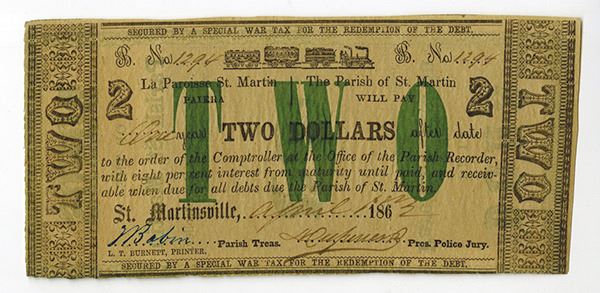 SECURED BY A SPECIAL WAR TAX FOR THE REDEMPTION OF THE DEBT.
B. No 1294 B. No 1294
La Paroisse St. Martin The Parish of St. Martin
PAIERA WILL PAY
2 TWO 2
TWO
TWO
One year TWO DOLLARS after date
to the order of the Comptroller at the Office of the Parish Recorder,
with eight per cent interest from maturity until paid, and receiv-
able when due for all debts due the Parish of St. Martin.
St. Martinsville, April 1862
Parish Treas. Pres. Police Jury.
L. T. BURNETT, PRINTER.
SECURED BY A SPECIAL WAR TAX FOR THE REDEMPTION OF THE DEBT.